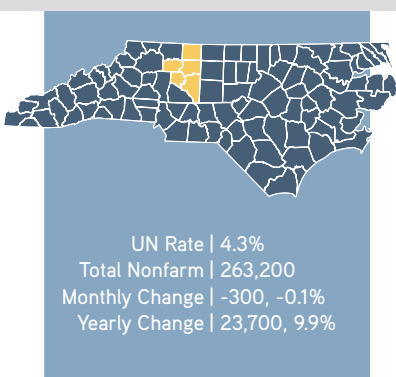 UN Rate | 4.3%
Total Nonfarm | 263,200
Monthly Change | -300, -0.1%
Yearly Change | 23,700, 9.9%